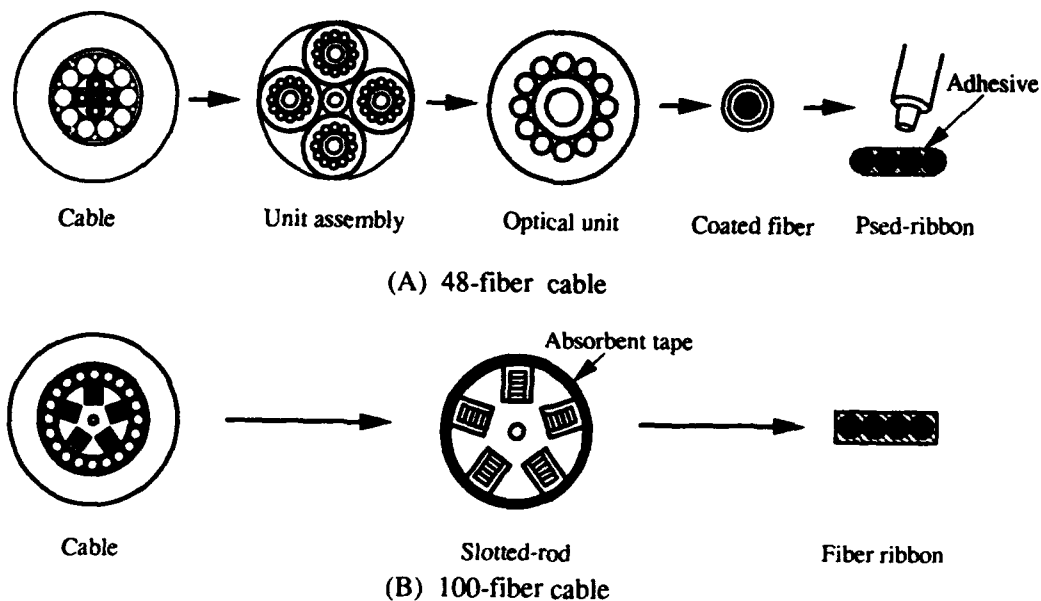 Adhesive
Cable
Unit assembly
Optical unit
Coated fiber
Psed-ribbon
(A) 48-fiber cable
Absorbent tape
Cable
Slotted-rod
Fiber ribbon
(B) 100-fiber cable